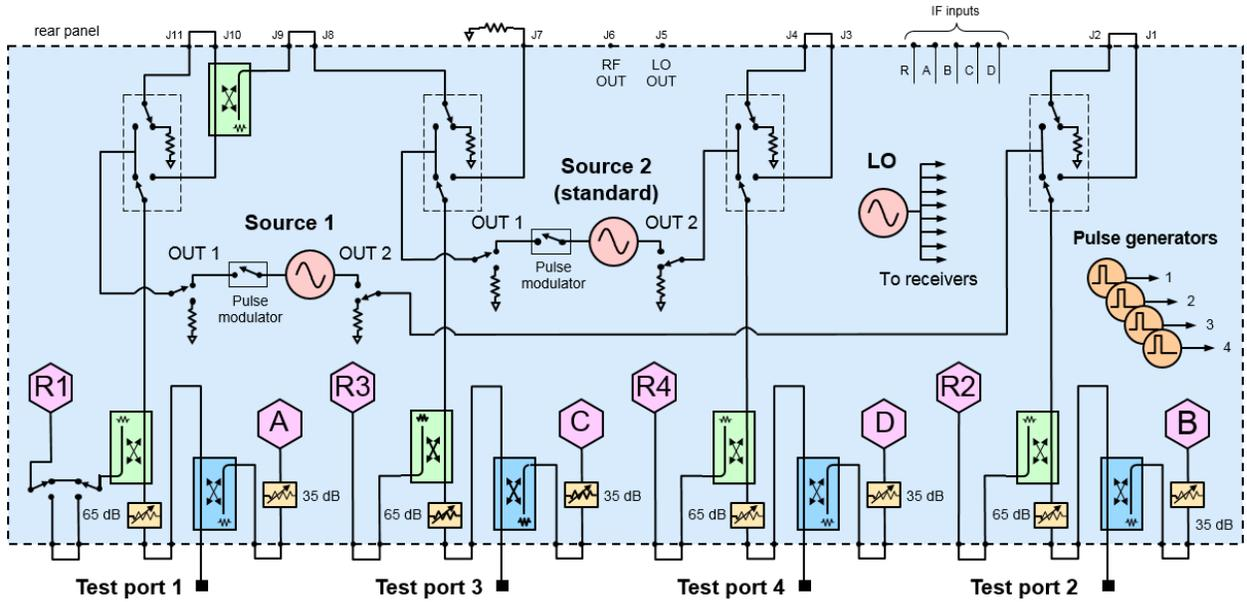 IF inputs
rear panel
J11
J10
J9
J8
J7
J6
J5
J4
J3
J2
J1
RF
OUT
LO
OUT
R
A
B
C
D
Source 2
(standard)
LO
Source 1
OUT 1
OUT 2
Pulse generators
OUT 1
OUT 2
Pulse
modulator
To receivers
1
2
3
4
Pulse
modulator
R1
R3
R4
R2
A
C
D
B
65 dB
35 dB
65 dB
35 dB
65 dB
35 dB
65 dB
35 dB
Test port 1
Test port 3
Test port 4
Test port 2